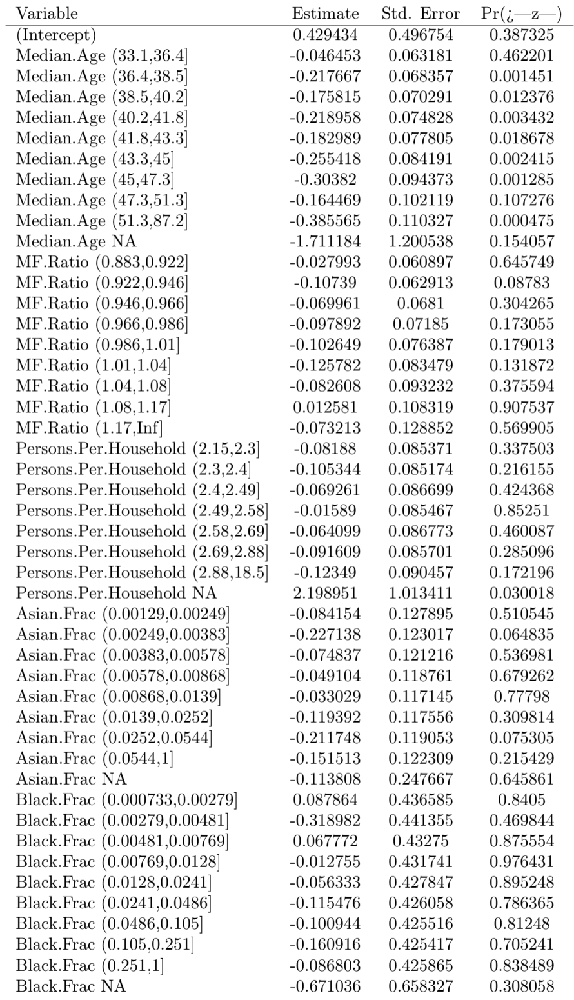 Variable Estimate Std. Error Pr(¿—z—)
(Intercept) 0.429434 0.496754 0.387325
Median.Age (33.1,36.4] -0.046453 0.063181 0.462201
Median.Age (36.4,38.5] -0.217667 0.068357 0.001451
Median.Age (38.5,40.2] -0.175815 0.070291 0.012376
Median.Age (40.2,41.8] -0.218958 0.074828 0.003432
Median.Age (41.8,43.3] -0.182989 0.077805 0.018678
Median.Age (43.3,45] -0.255418 0.084191 0.002415
Median.Age (45,47.3] -0.30382 0.094373 0.001285
Median.Age (47.3,51.3] -0.164469 0.102119 0.107276
Median.Age (51.3,87.2] -0.385565 0.110327 0.000475
Median.Age NA -1.711184 1.200538 0.154057
MF.Ratio (0.883,0.922] -0.027993 0.060897 0.645749
MF.Ratio (0.922,0.946] -0.10739 0.062913 0.08783
MF.Ratio (0.946,0.966] -0.069961 0.0681 0.304265
MF.Ratio (0.966,0.986] -0.097892 0.07185 0.173055
MF.Ratio (0.986,1.01] -0.102649 0.076387 0.179013
MF.Ratio (1.01,1.04] -0.125782 0.083479 0.131872
MF.Ratio (1.04,1.08] -0.082608 0.093232 0.375594
MF.Ratio (1.08,1.17] 0.012581 0.108319 0.907537
MF.Ratio (1.17,Inf] -0.073213 0.128852 0.569905
Persons.Per.Household (2.15,2.3] -0.08188 0.085371 0.337503
Persons.Per.Household (2.3,2.4] -0.105344 0.085174 0.216155
Persons.Per.Household (2.4,2.49] -0.069261 0.086699 0.424368
Persons.Per.Household (2.49,2.58] -0.01589 0.085467 0.85251
Persons.Per.Household (2.58,2.69] -0.064099 0.086773 0.460087
Persons.Per.Household (2.69,2.88] -0.091609 0.085701 0.285096
Persons.Per.Household (2.88,18.5] -0.12349 0.090457 0.172196
Persons.Per.Household NA 2.198951 1.013411 0.030018
Asian.Frac (0.00129,0.00249] -0.084154 0.127895 0.510545
Asian.Frac (0.00249,0.00383] -0.227138 0.123017 0.064835
Asian.Frac (0.00383,0.00578] -0.074837 0.121216 0.536981
Asian.Frac (0.00578,0.00868] -0.049104 0.118761 0.679262
Asian.Frac (0.00868,0.0139] -0.033029 0.117145 0.77798
Asian.Frac (0.0139,0.0252] -0.119392 0.117556 0.309814
Asian.Frac (0.0252,0.0544] -0.211748 0.119053 0.075305
Asian.Frac (0.0544,1] -0.151513 0.122309 0.215429
Asian.Frac NA -0.113808 0.247667 0.645861
Black.Frac (0.000733,0.00279] 0.087864 0.436585 0.8405
Black.Frac (0.00279,0.00481] -0.318982 0.441355 0.469844
Black.Frac (0.00481,0.00769] 0.067772 0.43275 0.875554
Black.Frac (0.00769,0.0128] -0.012755 0.431741 0.976431
Black.Frac (0.0128,0.0241] -0.056333 0.427847 0.895248
Black.Frac (0.0241,0.0486] -0.115476 0.426058 0.786365
Black.Frac (0.0486,0.105] -0.100944 0.425516 0.81248
Black.Frac (0.105,0.251] -0.160916 0.425417 0.705241
Black.Frac (0.251,1] -0.086803 0.425865 0.838489
Black.Frac NA -0.671036 0.658327 0.308058